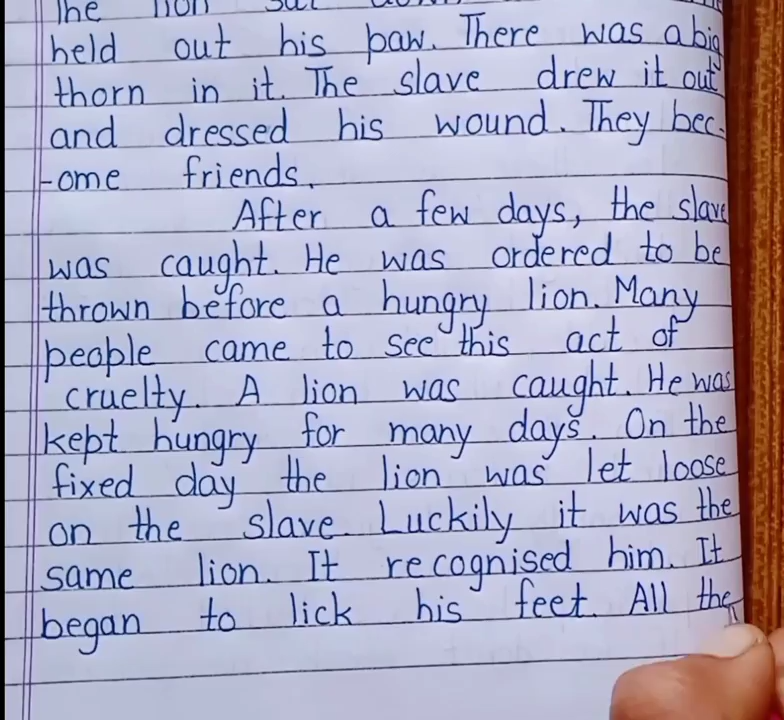 The lion sat down
held out his paw. There was a big
thorn in it. The slave drew it out
and dressed his wound. They bec-
-ome friends.
After a few days, the slave
was caught. He was ordered to be
thrown before a hungry lion. Many
people came to see this act of
cruelty. A lion was caught. He was
kept hungry for many days. On the
fixed day the lion was let loose
on the slave. Luckily it was the
same lion. It recognised him. It
began to lick his feet. All the